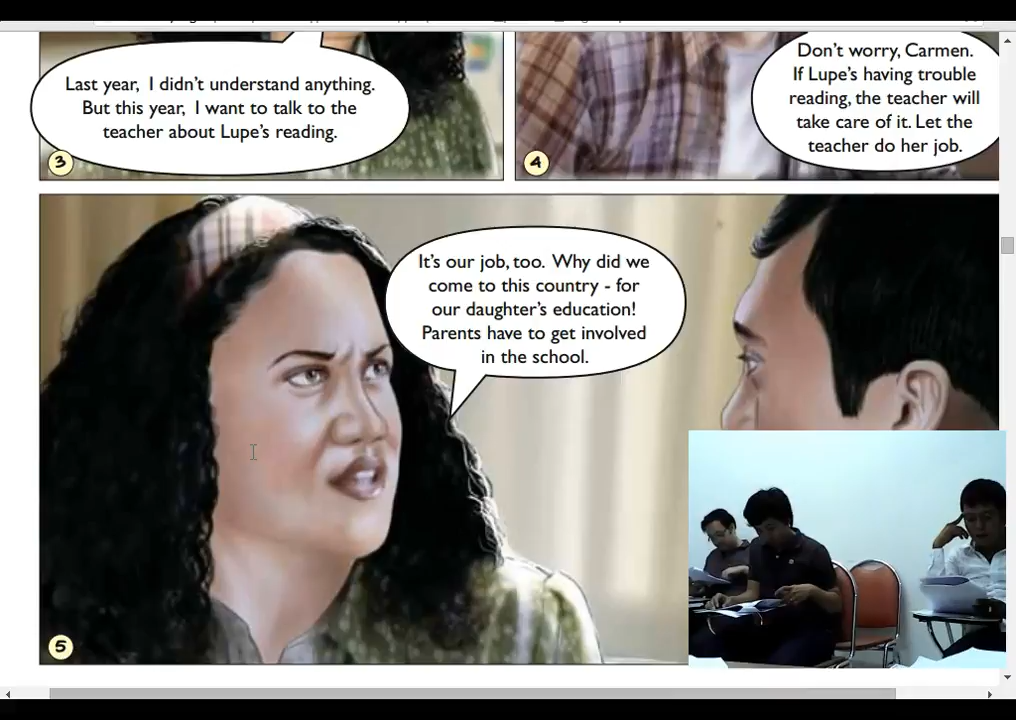 Last year, I didn't understand anything.
But this year, I want to talk to the
teacher about Lupe's reading.
3
Don't worry, Carmen.
If Lupe's having trouble
reading, the teacher will
take care of it. Let the
teacher do her job.
4
It's our job, too. Why did we
come to this country - for
our daughter's education!
Parents have to get involved
in the school.
5